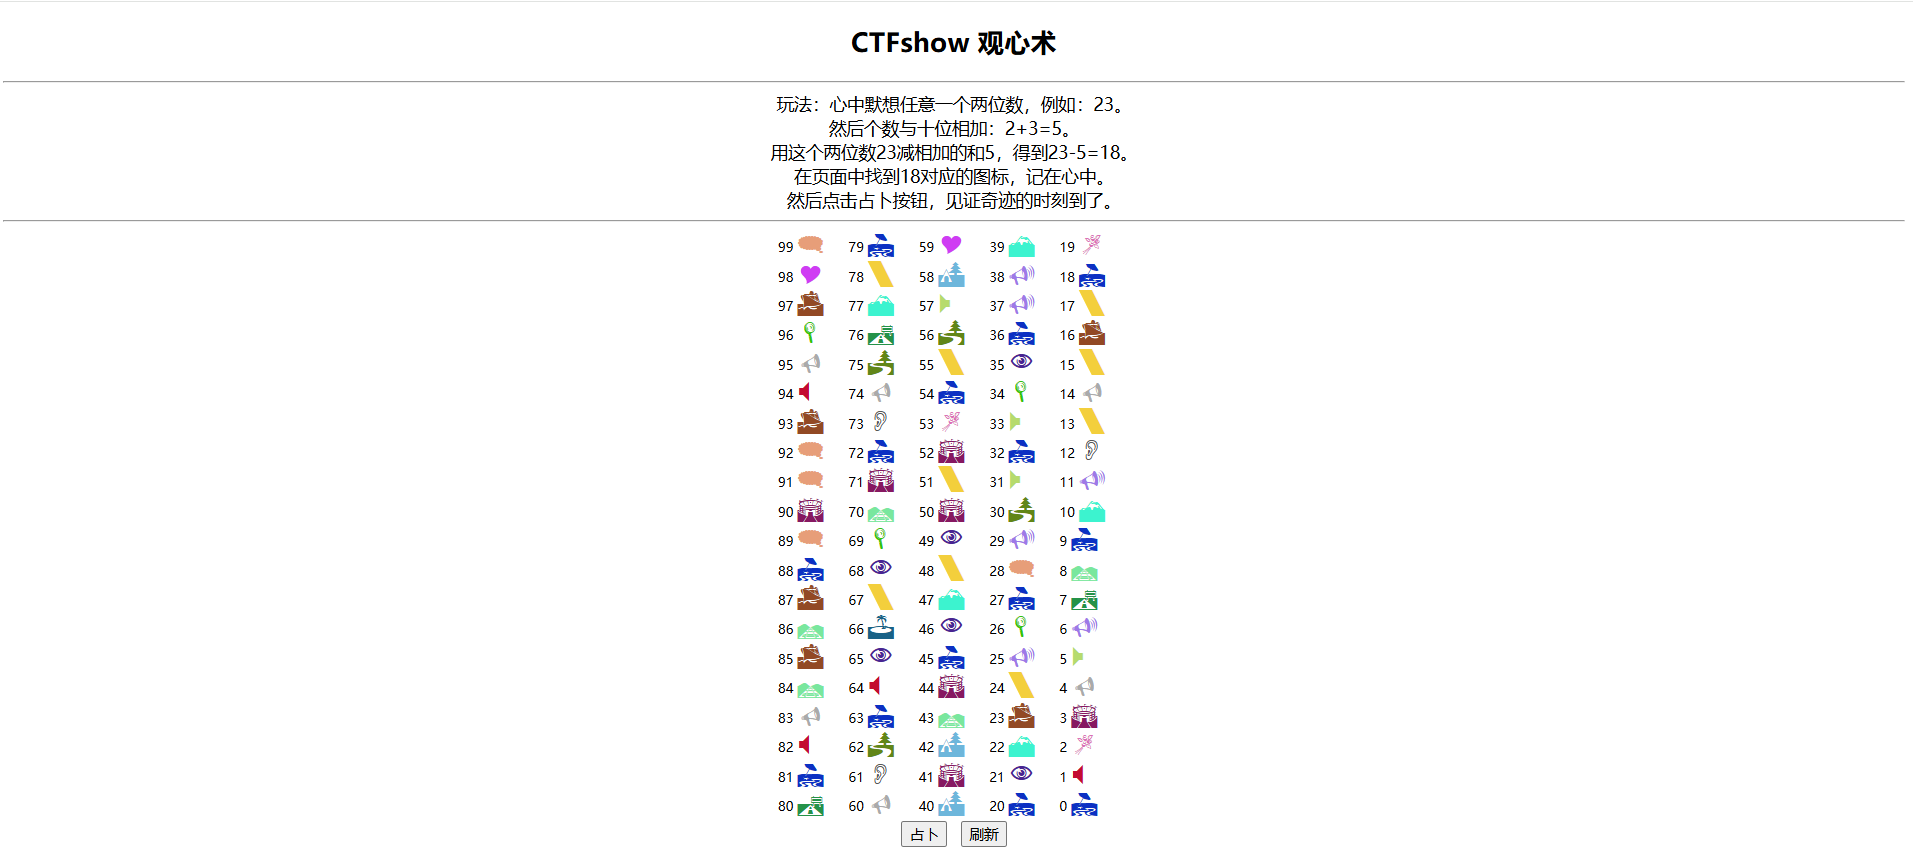 CTFshow 观心术
玩法：心中默想任意一个两位数，例如：23。
然后个数与十位相加：2+3=5。
用这个两位数23减相加的和5，得到23-5=18。
在页面中找到18对应的图标，记在心中。
然后点击占卜按钮，见证奇迹的时刻到了。
99 79 59 39 19
98 78 58 38 18
97 77 57 37 17
96 76 56 36 16
95 75 55 35 15
94 74 54 34 14
93 73 53 33 13
92 72 52 32 12
91 71 51 31 11
90 70 50 30 10
89 69 49 29 9
88 68 48 28 8
87 67 47 27 7
86 66 46 26 6
85 65 45 25 5
84 64 44 24 4
83 63 43 23 3
82 62 42 22 2
81 61 41 21 1
80 60 40 20 0
占卜 刷新